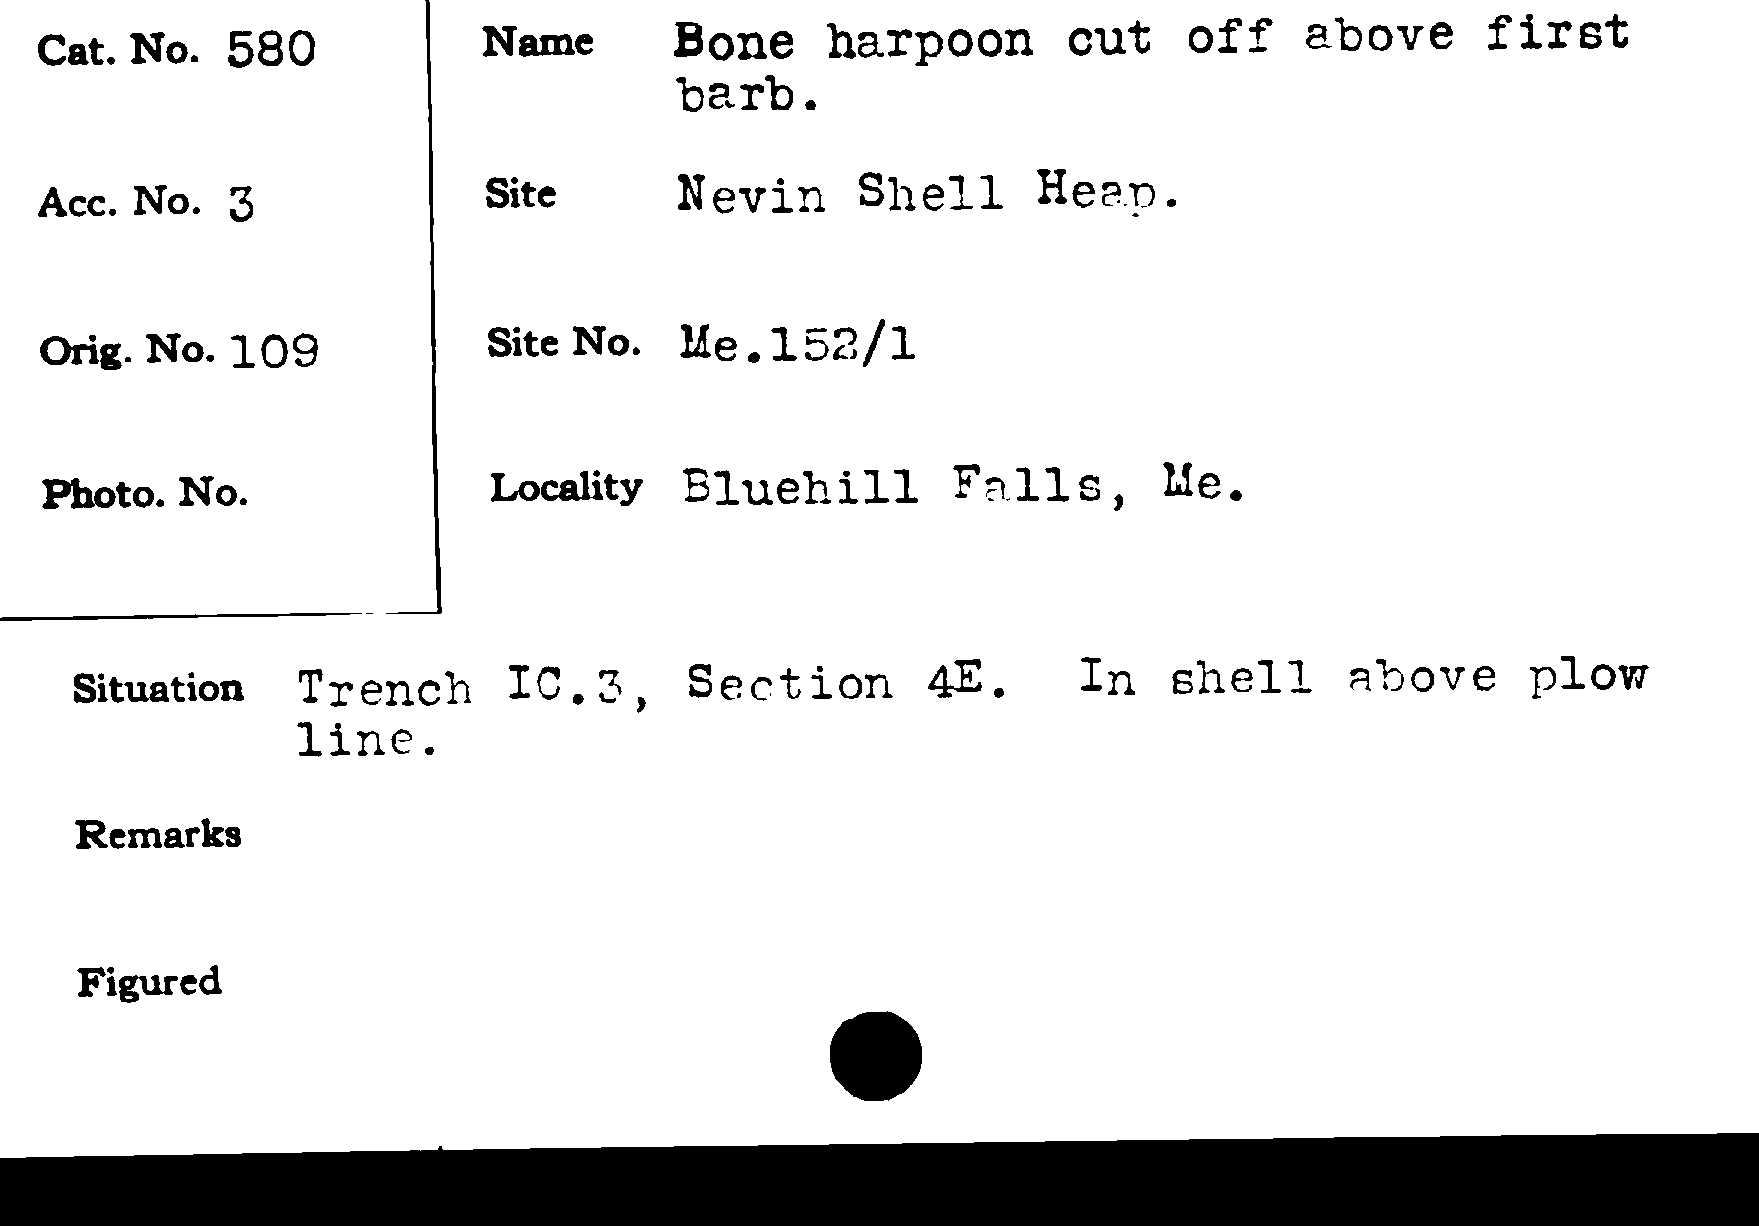 Cat. No. 580
Name Bone harpoon cut off above first
barb.
Acc. No. 3
Site Nevin Shell Heap.
Orig. No. 109
Site No. Me.152/1
Photo. No.
Locality Bluehill Falls, Me.
Situation Trench IC.3, Section 4E. In shell above plow
line.
Remarks
Figured